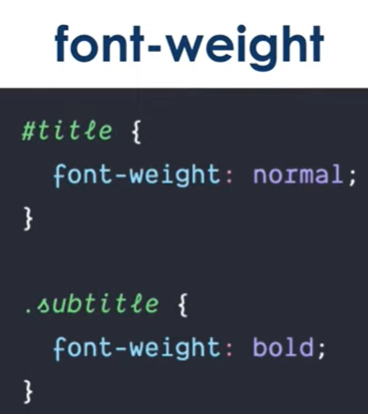 font-weight
#title {
  font-weight: normal;
}
.subtitle {
  font-weight: bold;
}